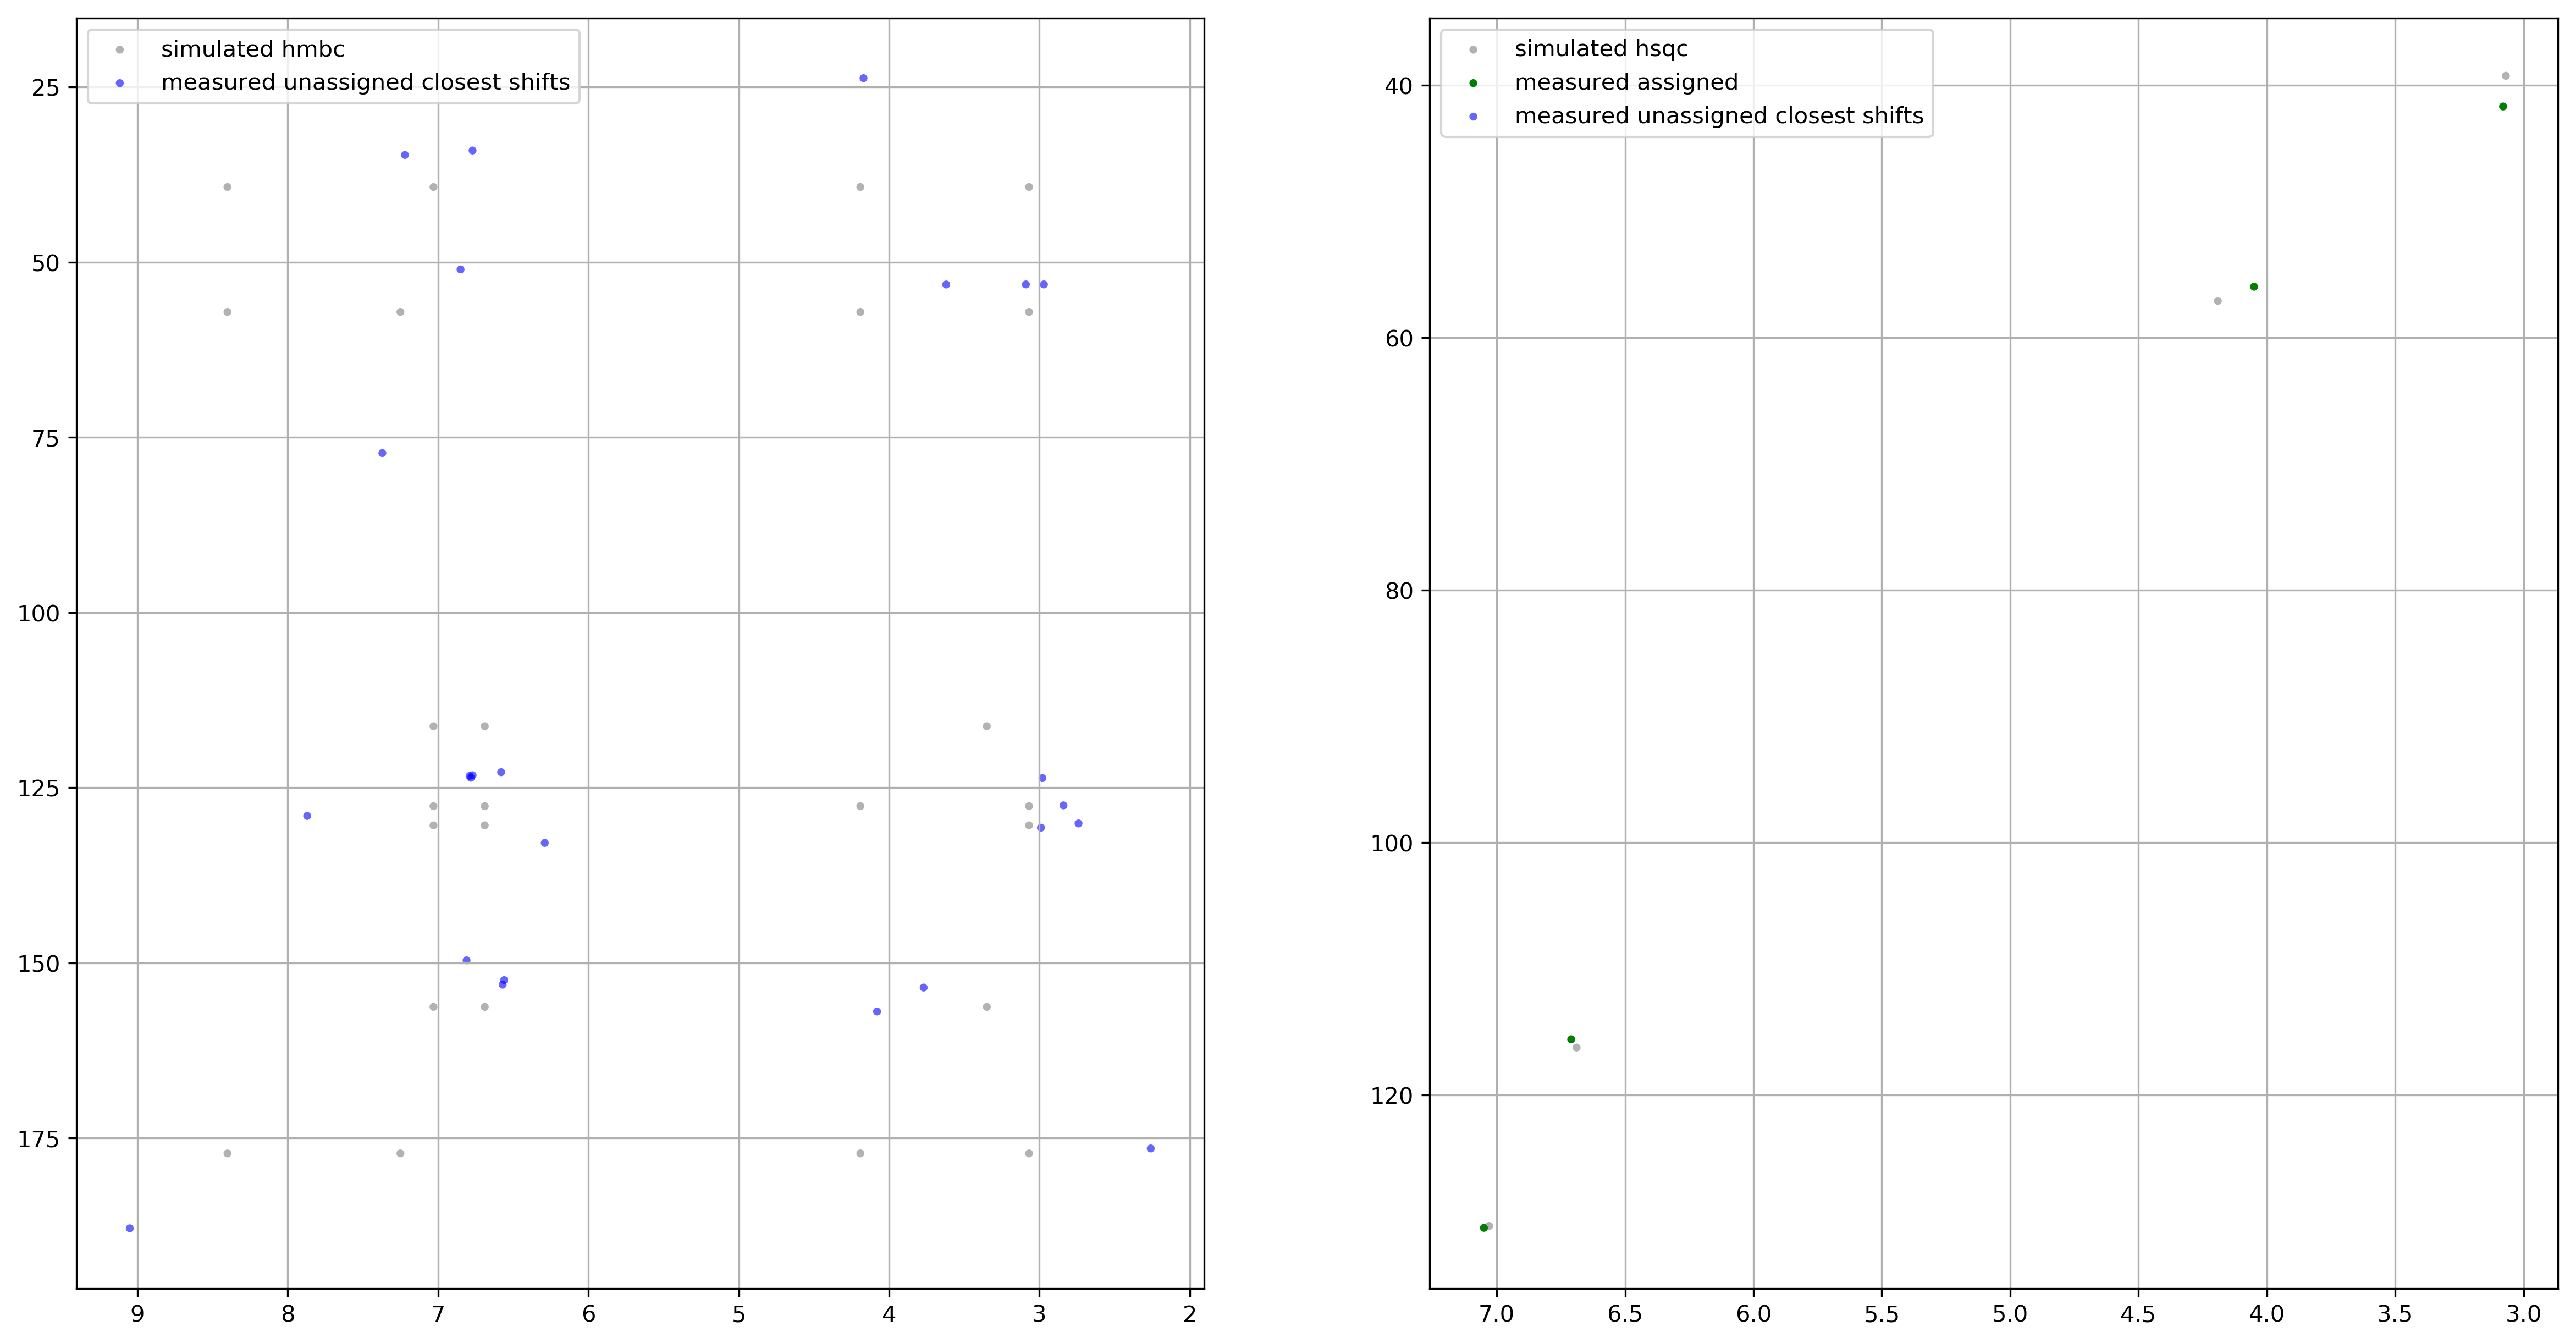 simulated hmbc
measured unassigned closest shifts
25
50
75
100
125
150
175
9 8 7 6 5 4 3 2
simulated hsqc
measured assigned
measured unassigned closest shifts
40
60
80
100
120
7.0 6.5 6.0 5.5 5.0 4.5 4.0 3.5 3.0